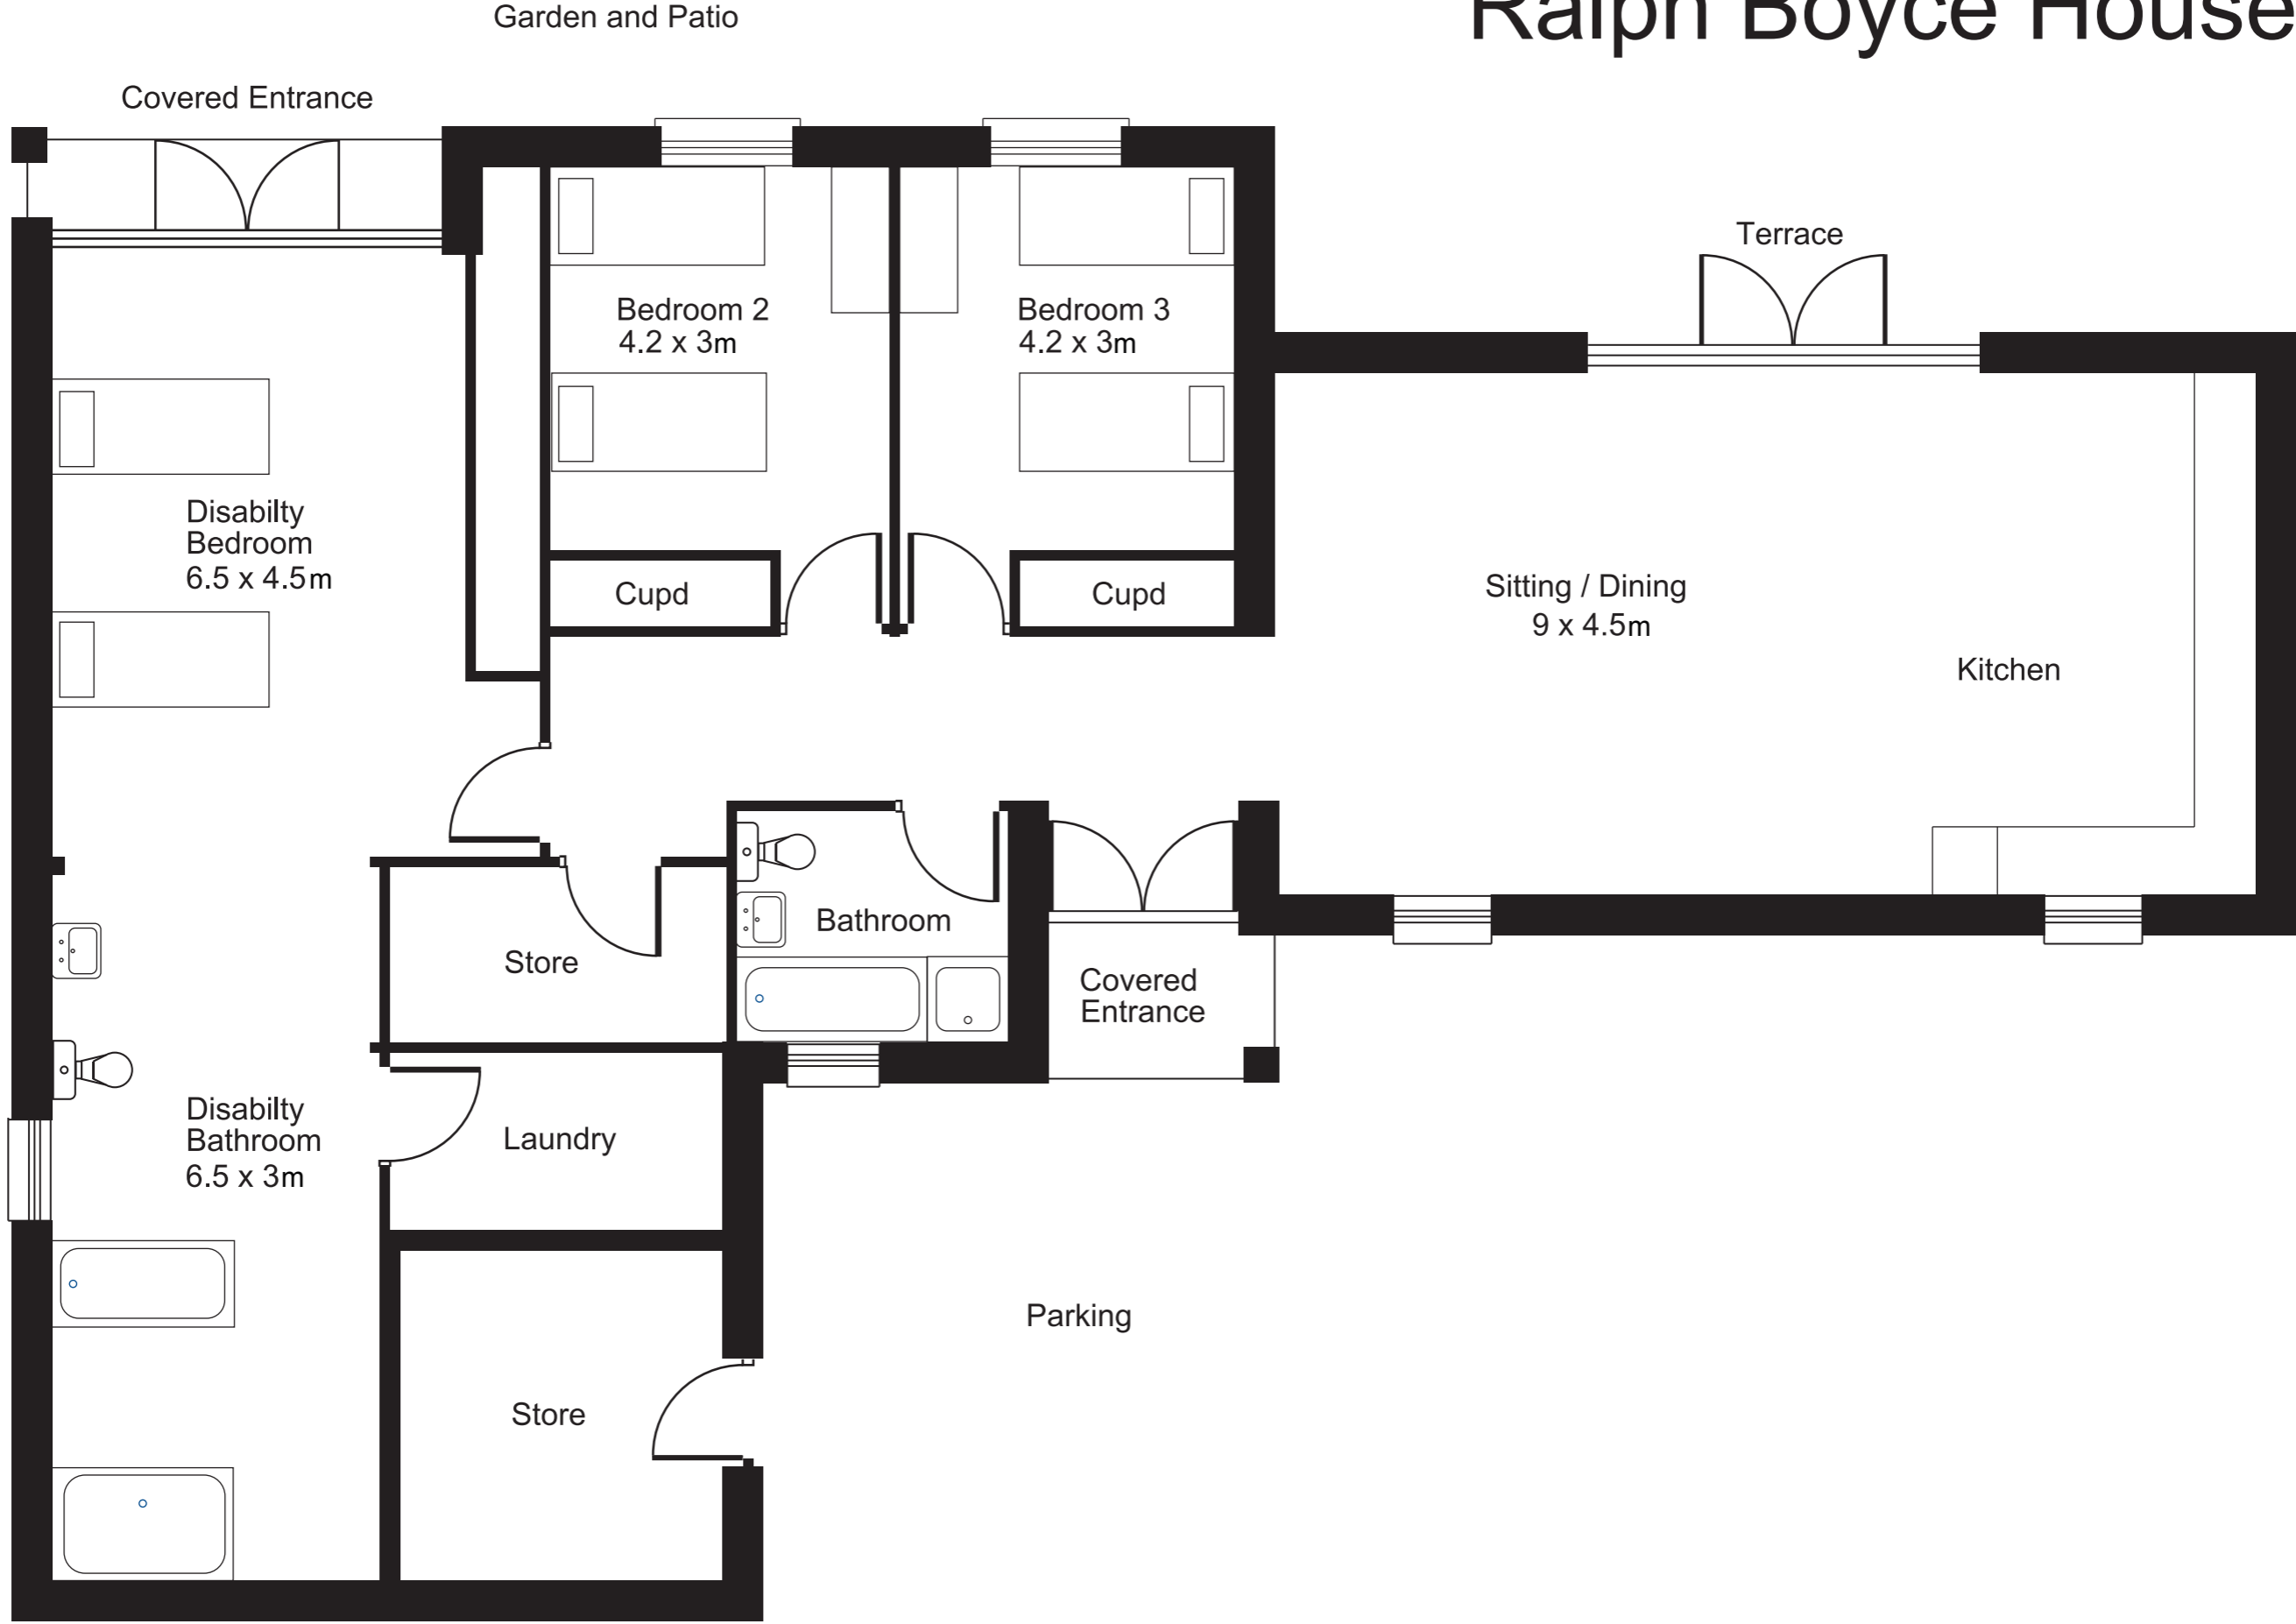 Garden and Patio
Ralph Boyce House
Covered Entrance
Terrace
Bedroom 2
4.2 x 3m
Bedroom 3
4.2 x 3m
Disabilty
Bedroom
6.5 x 4.5m
Cupd
Cupd
Sitting / Dining
9 x 4.5m
Kitchen
Bathroom
Store
Covered
Entrance
Disabilty
Bathroom
6.5 x 3m
Laundry
Parking
Store